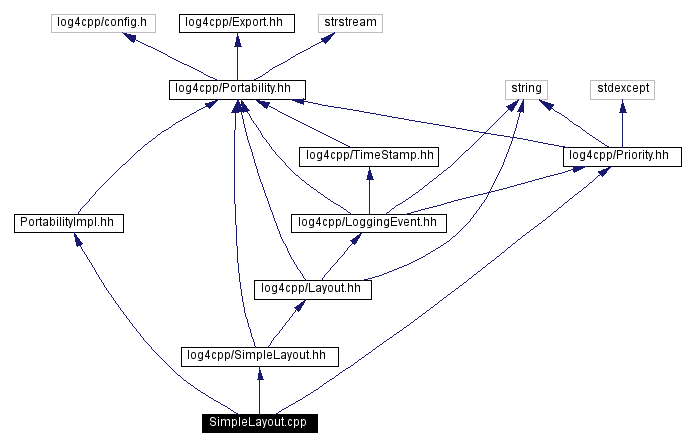 log4cpp/config.h
log4cpp/Export.hh
strstream
log4cpp/Portability.hh
string
stdexcept
log4cpp/TimeStamp.hh
log4cpp/Priority.hh
PortabilityImpl.hh
log4cpp/LoggingEvent.hh
log4cpp/Layout.hh
log4cpp/SimpleLayout.hh
SimpleLayout.cpp